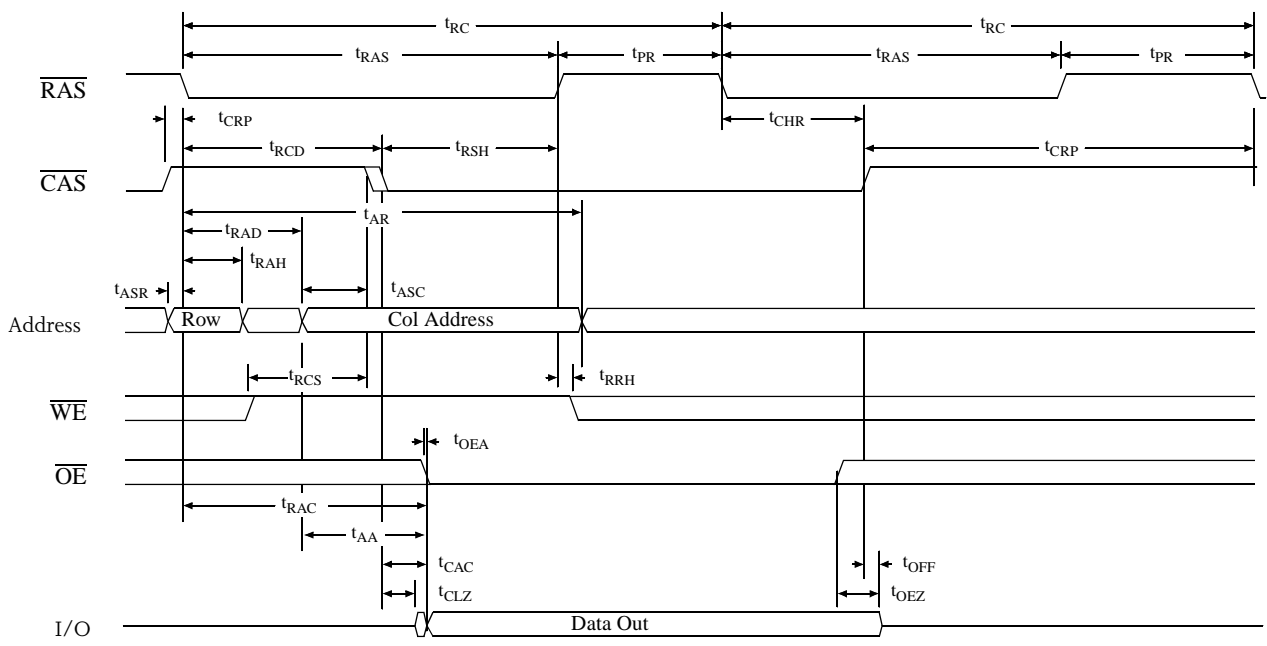 tRC tRC
tRAS tPR tRAS tPR
RAS
tCRP tCHR
tRCD tRSH tCRP
CAS
tAR
tRAD
tRAH
tASR tASC
Address Row Col Address
tRCS tRRH
WE
tOEA
OE
tRAC
tAA
tCAC tOFF
tCLZ tOEZ
I/O Data Out